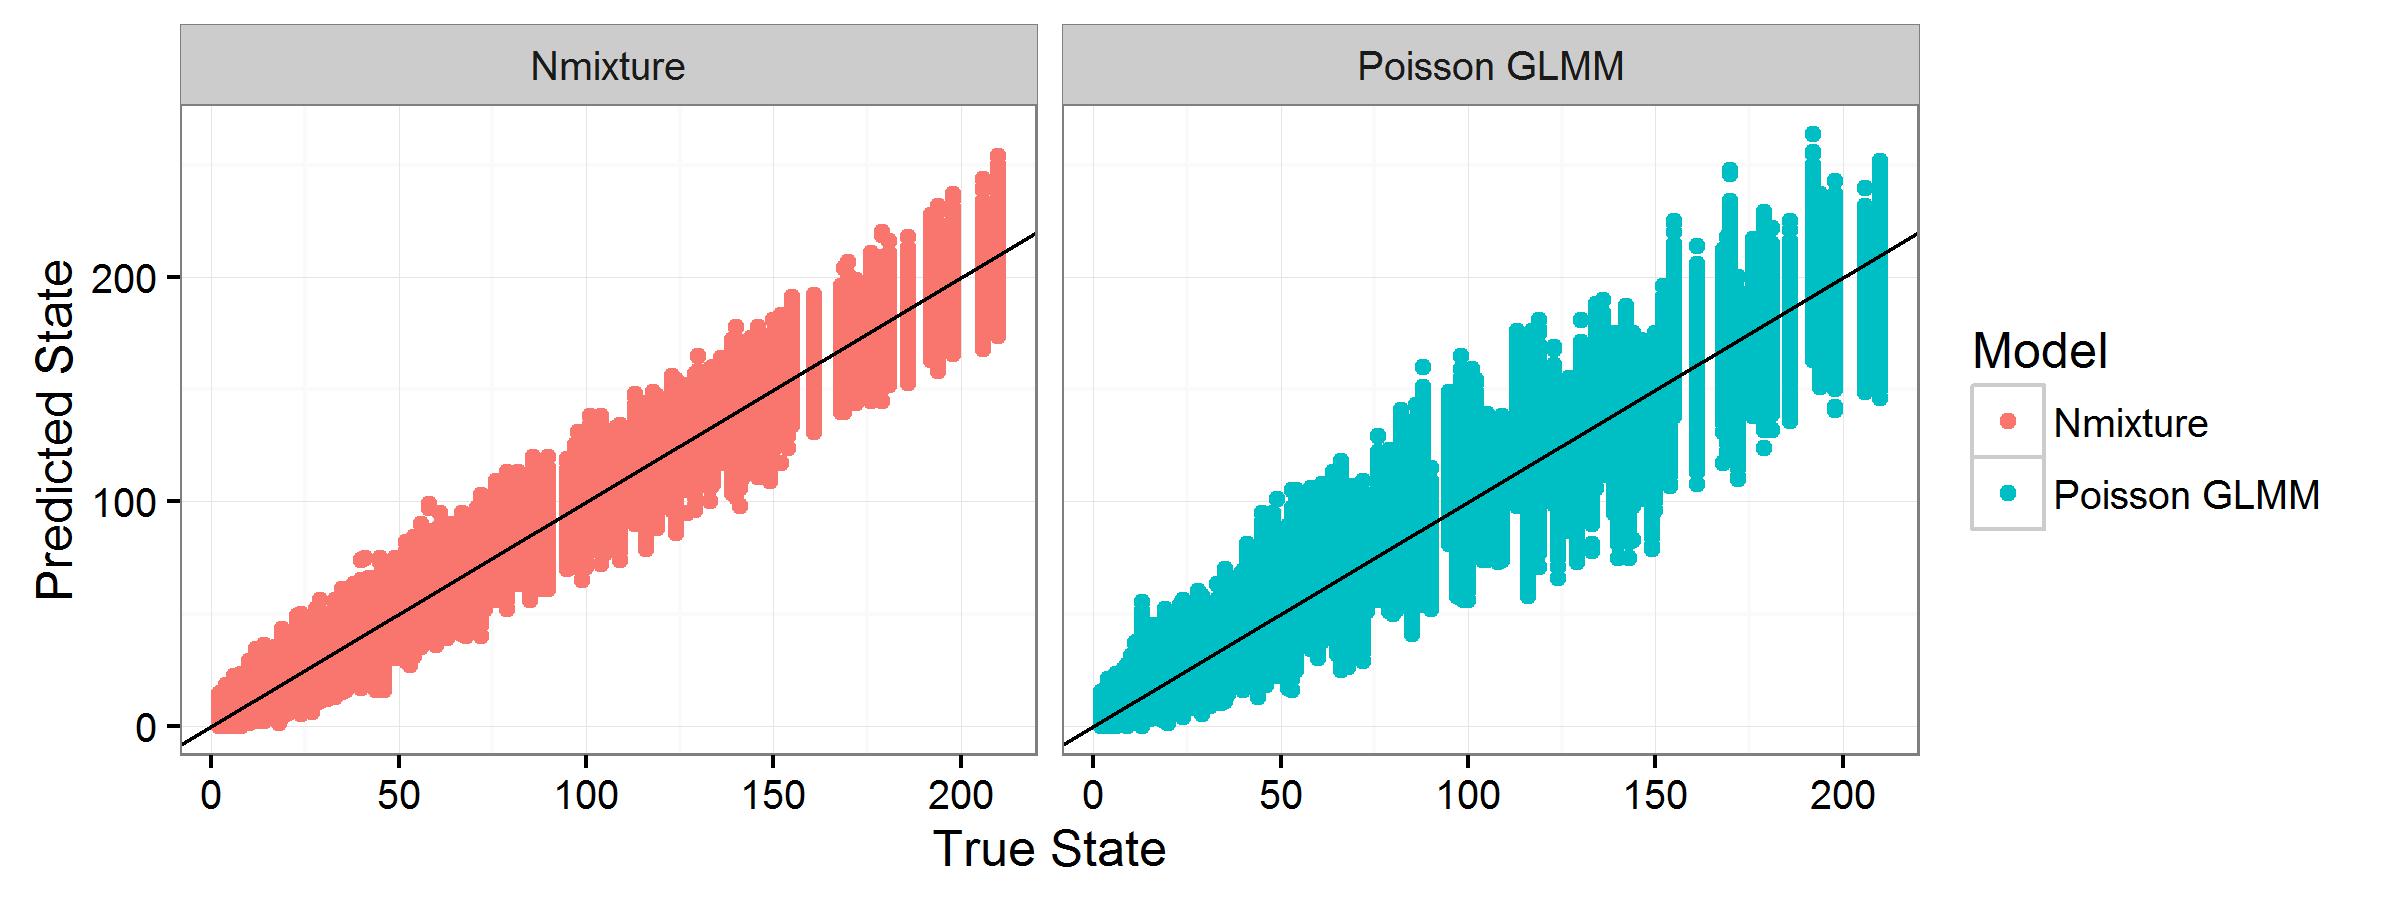 Nmixture
Poisson GLMM
Predicted State
200
100
0
0 50 100 150 200
0 50 100 150 200
True State
Model
Nmixture
Poisson GLMM